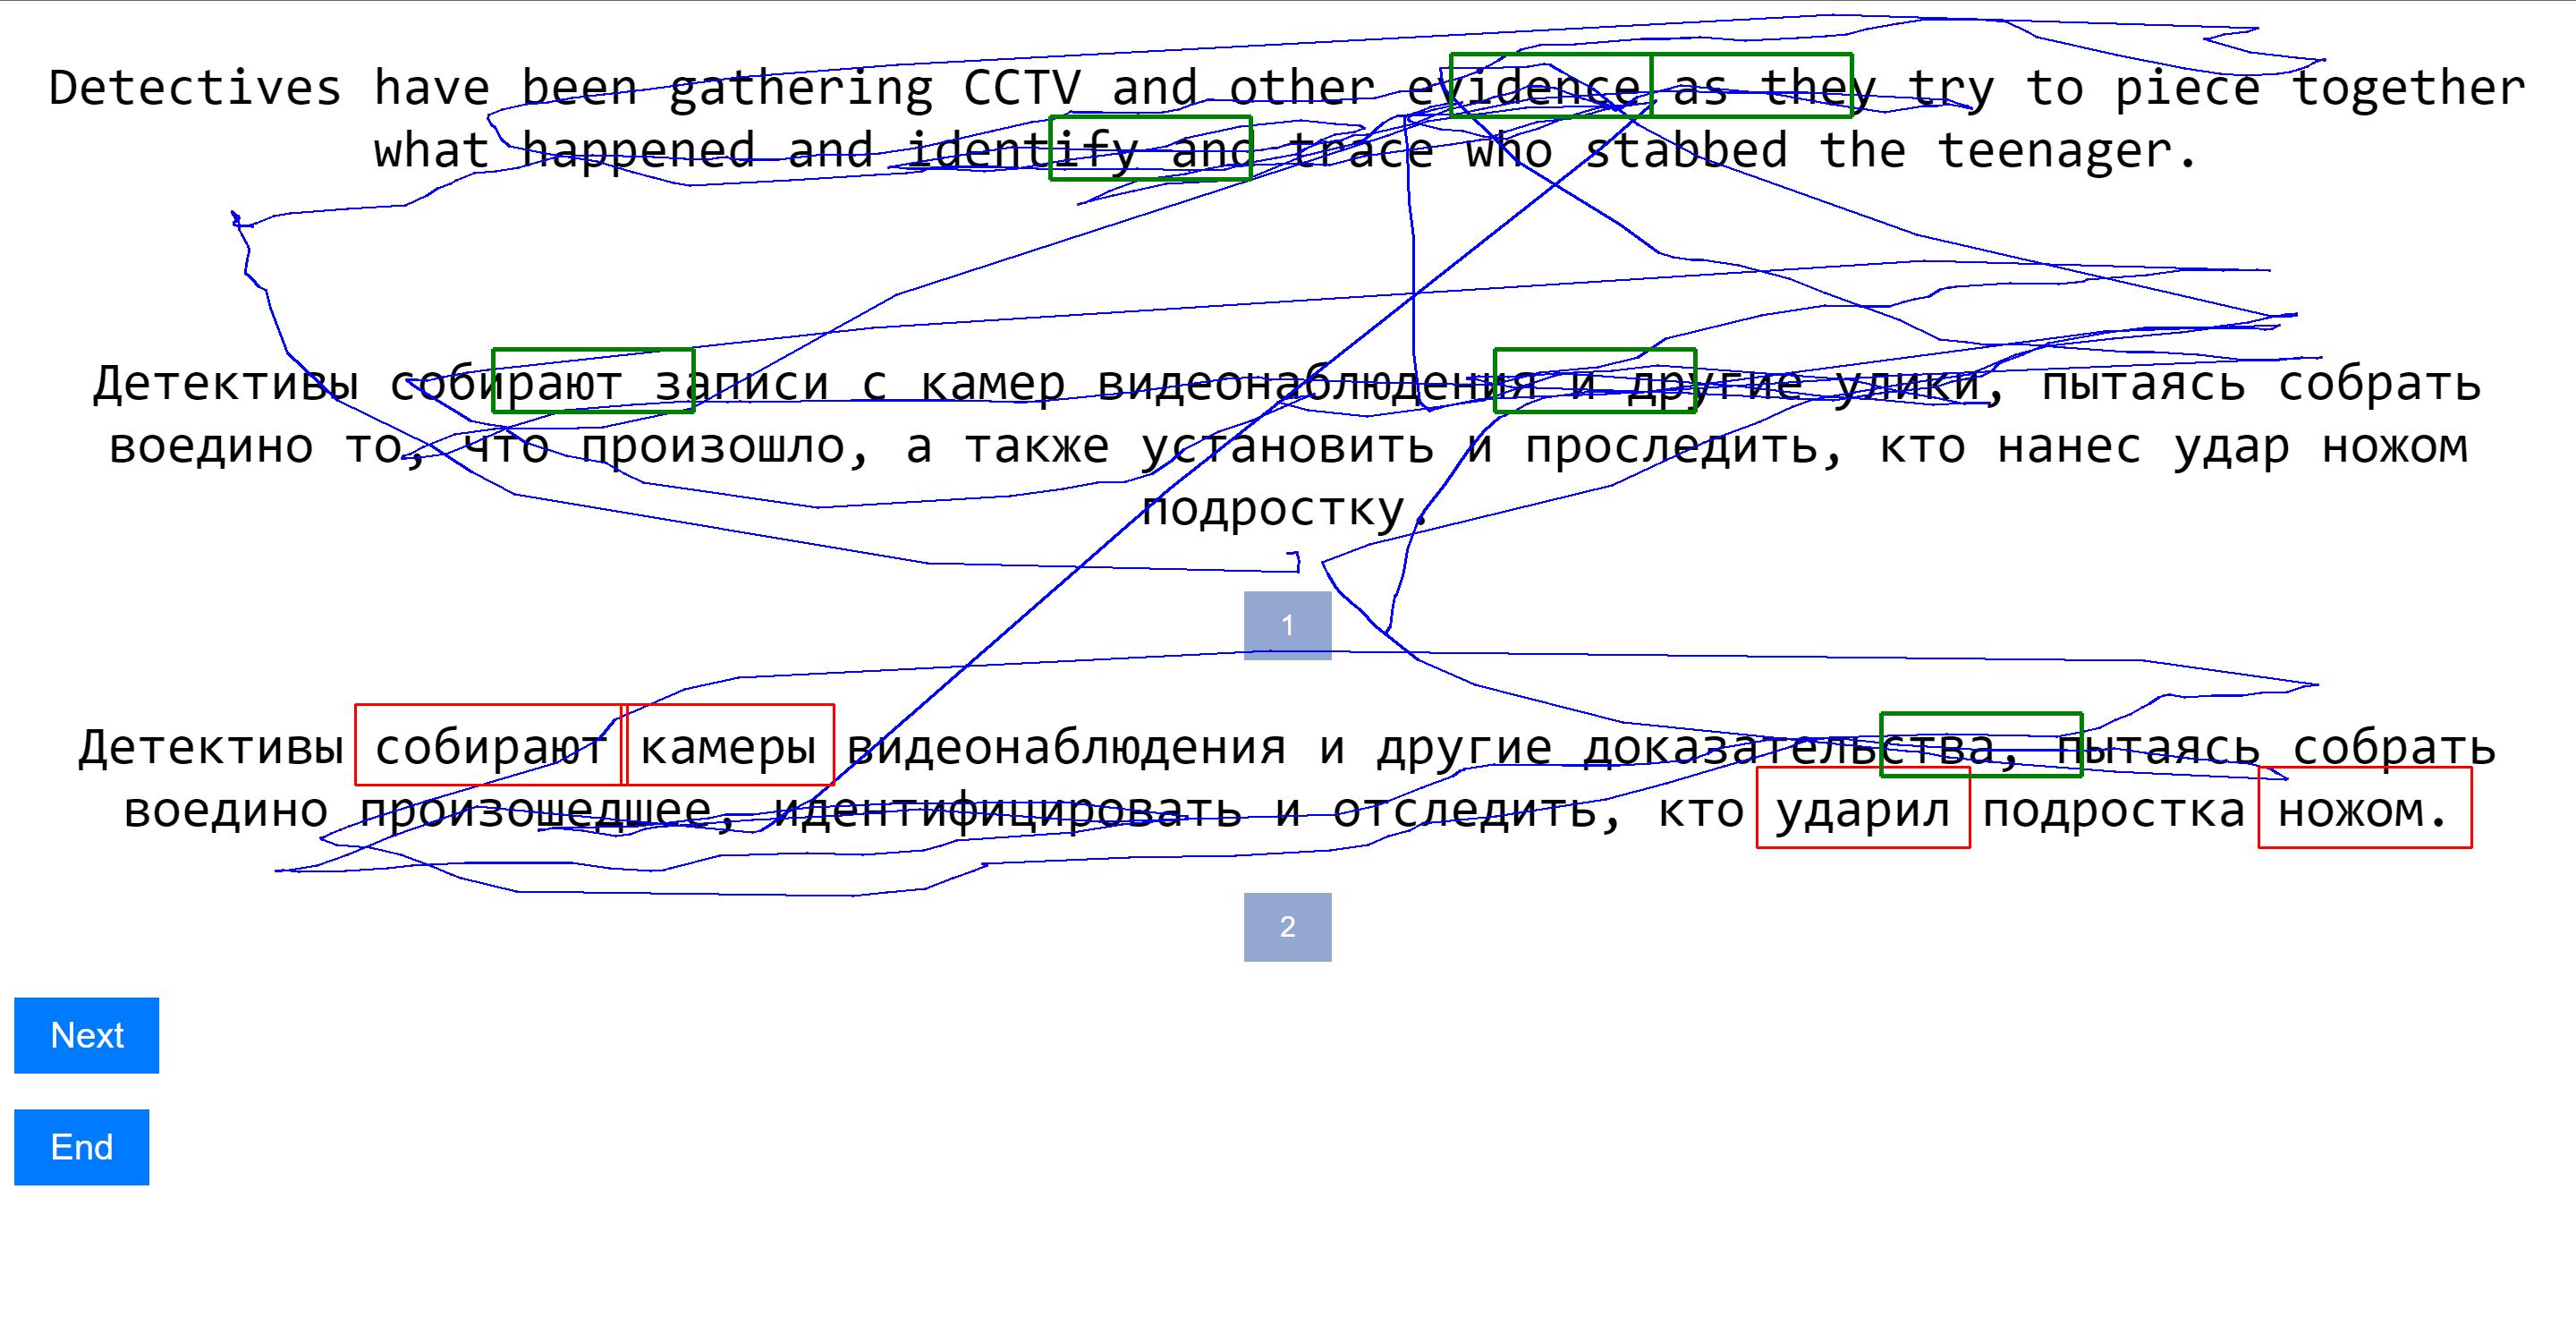 Detectives have been gathering CCTV and other evidence as they try to piece together
what happened and identify and trace who stabbed the teenager.
Детективы собирают записи с камер видеонаблюдения и другие улики, пытаясь собрать
воедино то, что произошло, а также установить и проследить, кто нанес удар ножом
подростку.
1
Детективы собирают камеры видеонаблюдения и другие доказательства, пытаясь собрать
воедино произошедшее, идентифицировать и отследить, кто ударил подростка ножом.
2
Next
End